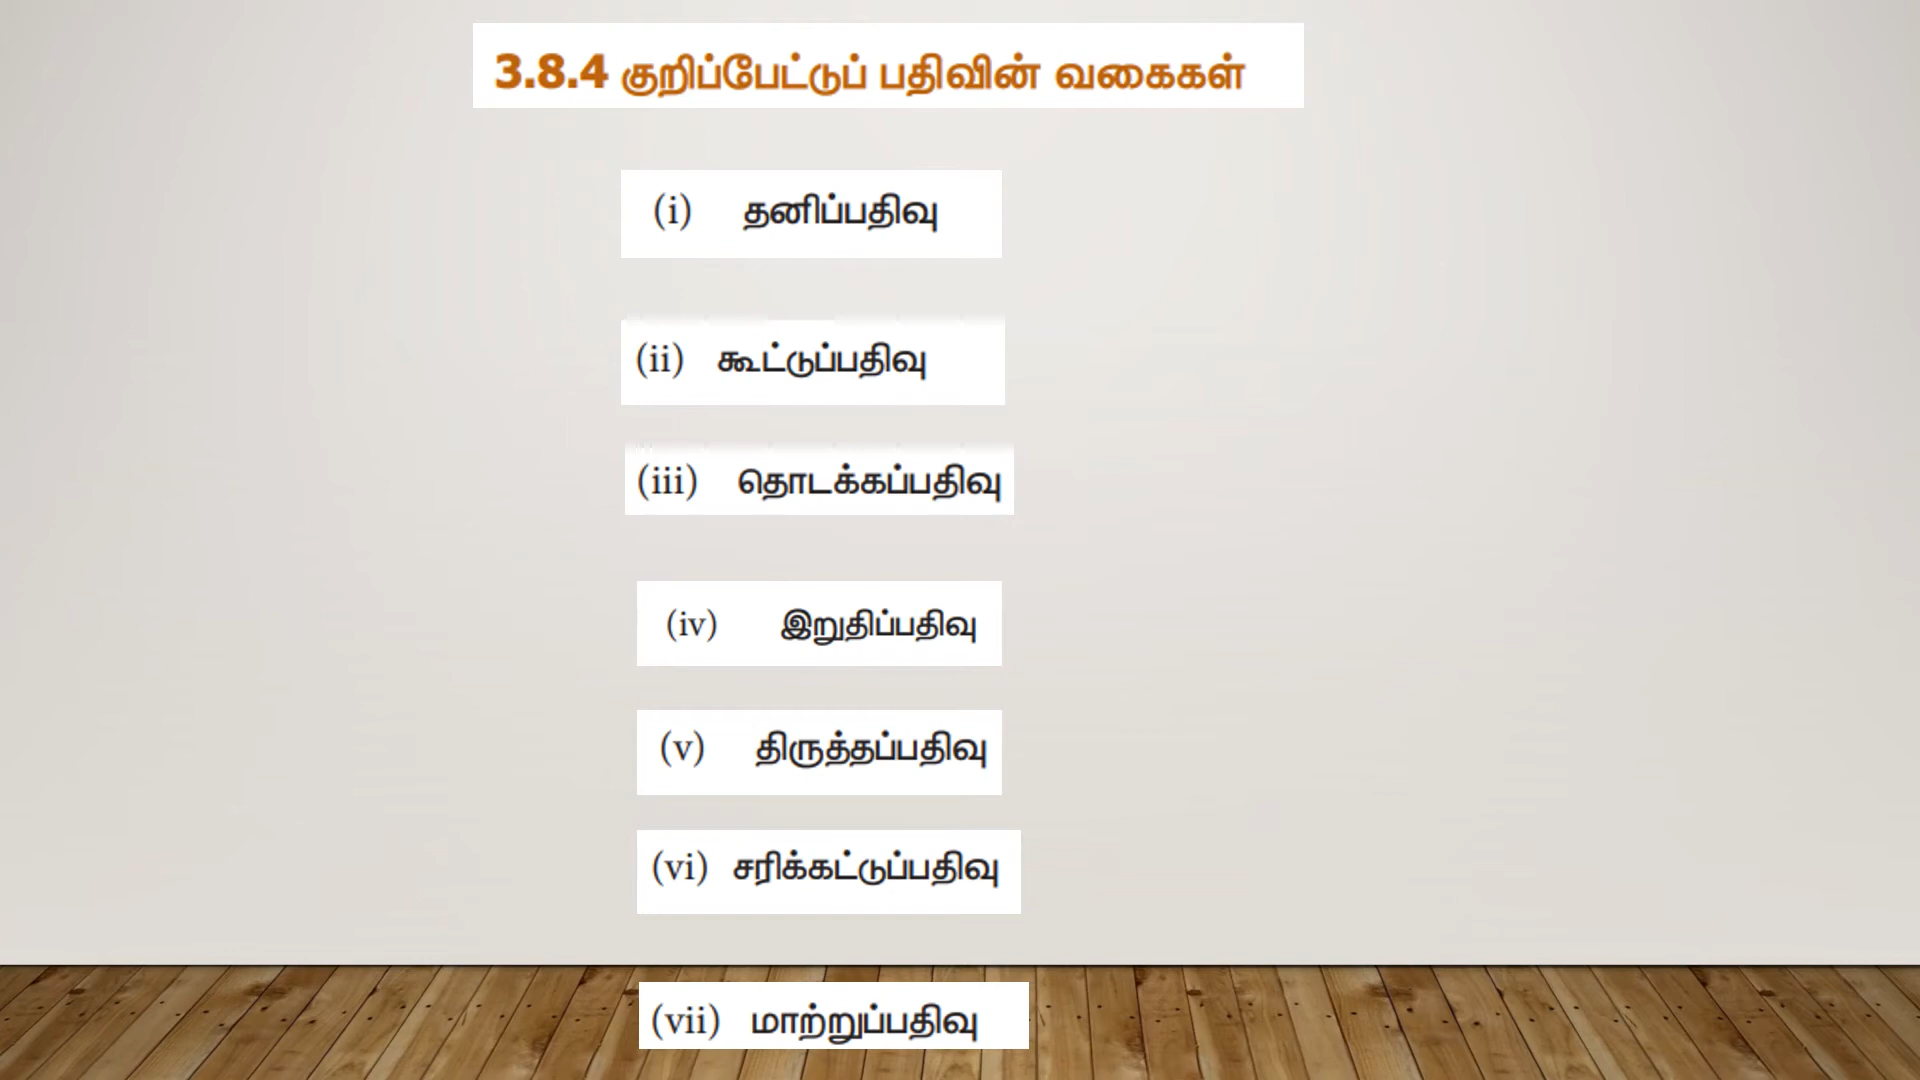 3.8.4 குறிப்பேட்டுப் பதிவின் வகைகள்
(i) தனிப்பதிவு
(ii) கூட்டுப்பதிவு
(iii) தொடக்கப்பதிவு
(iv) இறுதிப்பதிவு
(v) திருத்தப்பதிவு
(vi) சரிக்கட்டுப்பதிவு
(vii) மாற்றுப்பதிவு